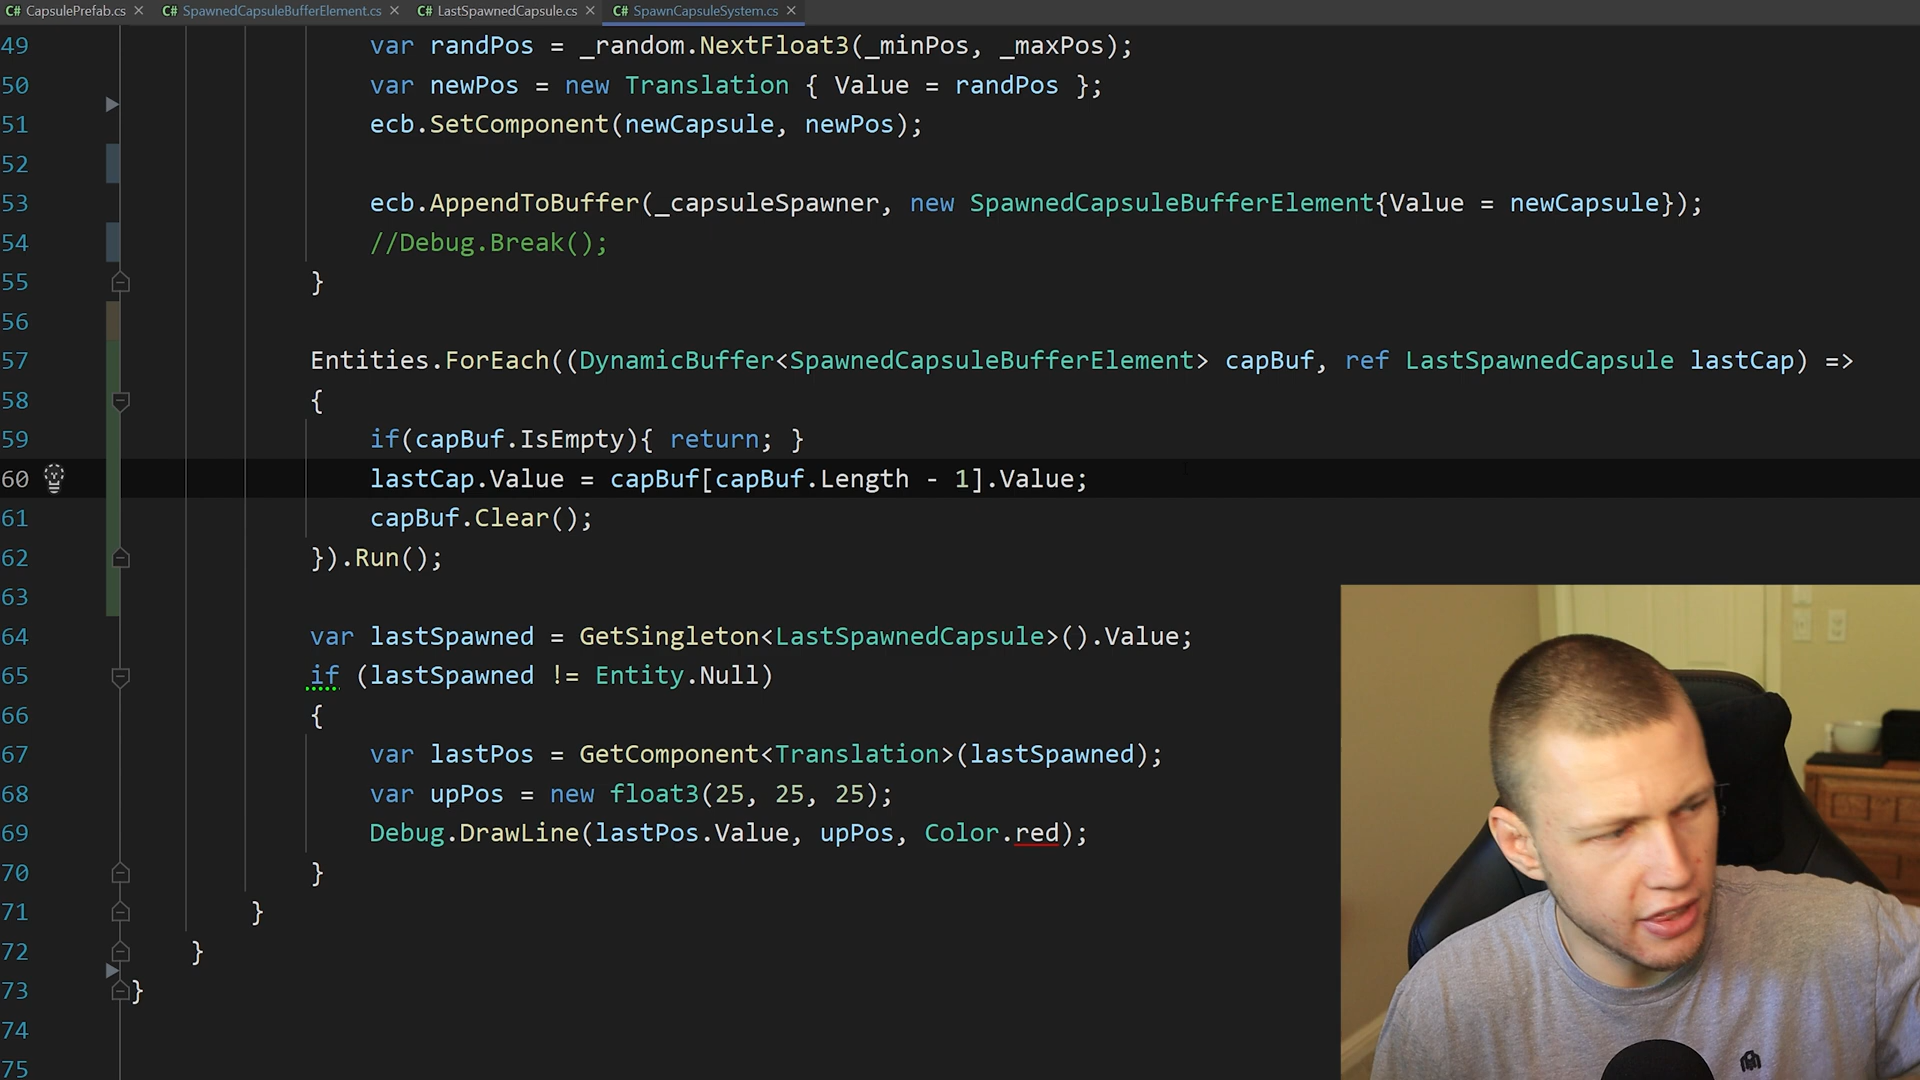 C# CapsulePrefab.cs × C# SpawnedCapsuleBufferElement.cs × C# LastSpawnedCapsule.cs × C# SpawnCapsuleSystem.cs ×
49 var randPos = _random.NextFloat3(_minPos, _maxPos);
50 var newPos = new Translation { Value = randPos };
51 ecb.SetComponent(newCapsule, newPos);
52
53 ecb.AppendToBuffer(_capsuleSpawner, new SpawnedCapsuleBufferElement{Value = newCapsule});
54 //Debug.Break();
55 }
56
57 Entities.ForEach((DynamicBuffer<SpawnedCapsuleBufferElement> capBuf, ref LastSpawnedCapsule lastCap) =>
58 {
59 if(capBuf.IsEmpty){ return; }
60 lastCap.Value = capBuf[capBuf.Length - 1].Value;
61 capBuf.Clear();
62 }).Run();
63
64 var lastSpawned = GetSingleton<LastSpawnedCapsule>().Value;
65 if (lastSpawned != Entity.Null)
66 {
67 var lastPos = GetComponent<Translation>(lastSpawned);
68 var upPos = new float3(25, 25, 25);
69 Debug.DrawLine(lastPos.Value, upPos, Color.red);
70 }
71 }
72 }
73 }
74
75